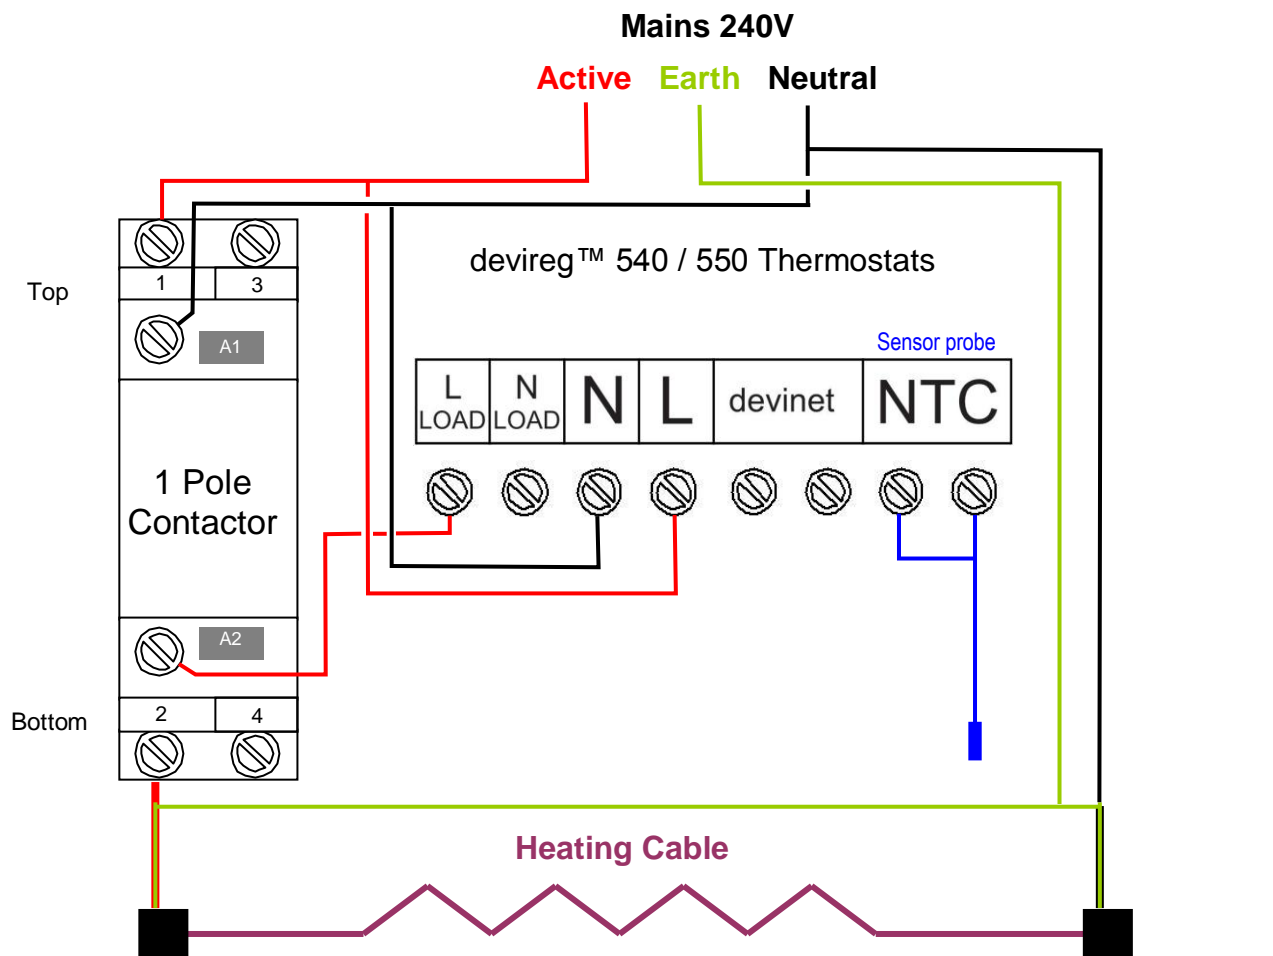 Mains 240V
Active Earth Neutral
devireg™ 540 / 550 Thermostats
Top
1 3
A1
Sensor probe
L LOAD N LOAD N L devinet NTC
1 Pole
Contactor
A2
Bottom
2 4
Heating Cable